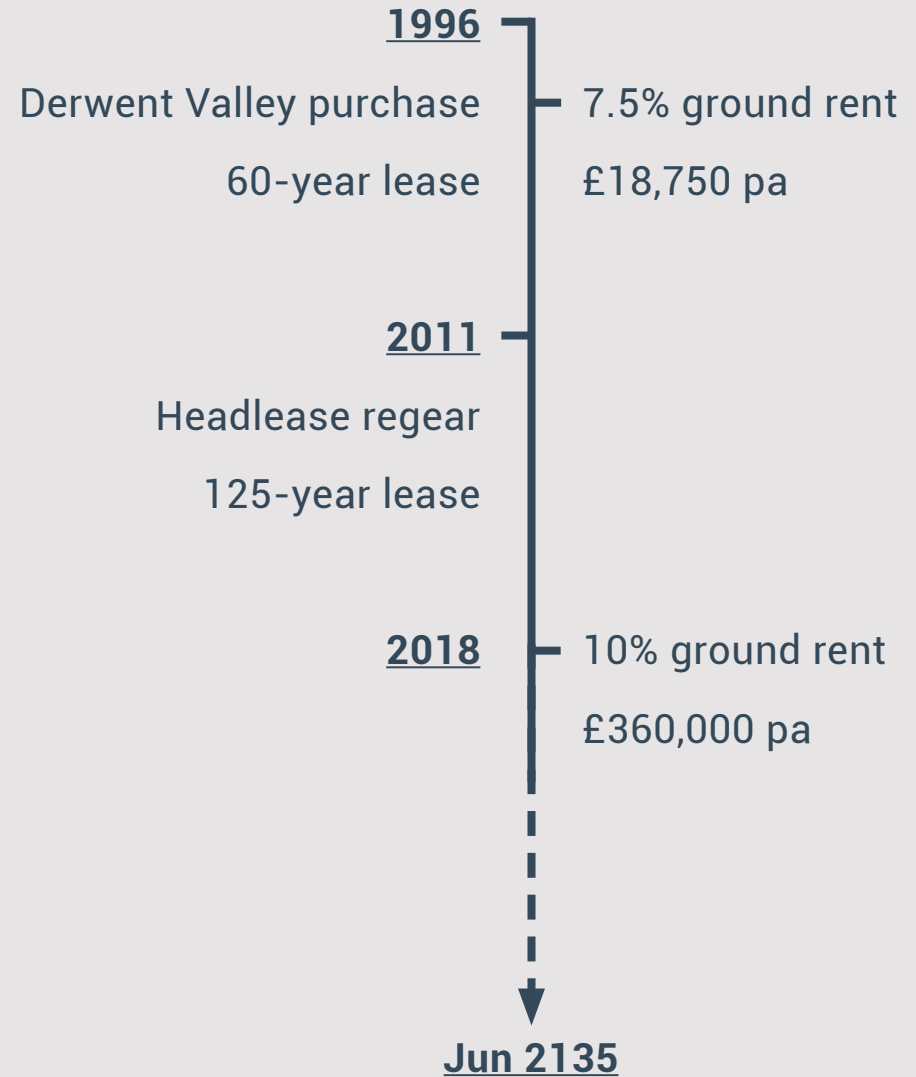 1996
Derwent Valley purchase
7.5% ground rent
60-year lease
£18,750 pa
2011
Headlease regear
125-year lease
2018
10% ground rent
£360,000 pa
Jun 2135